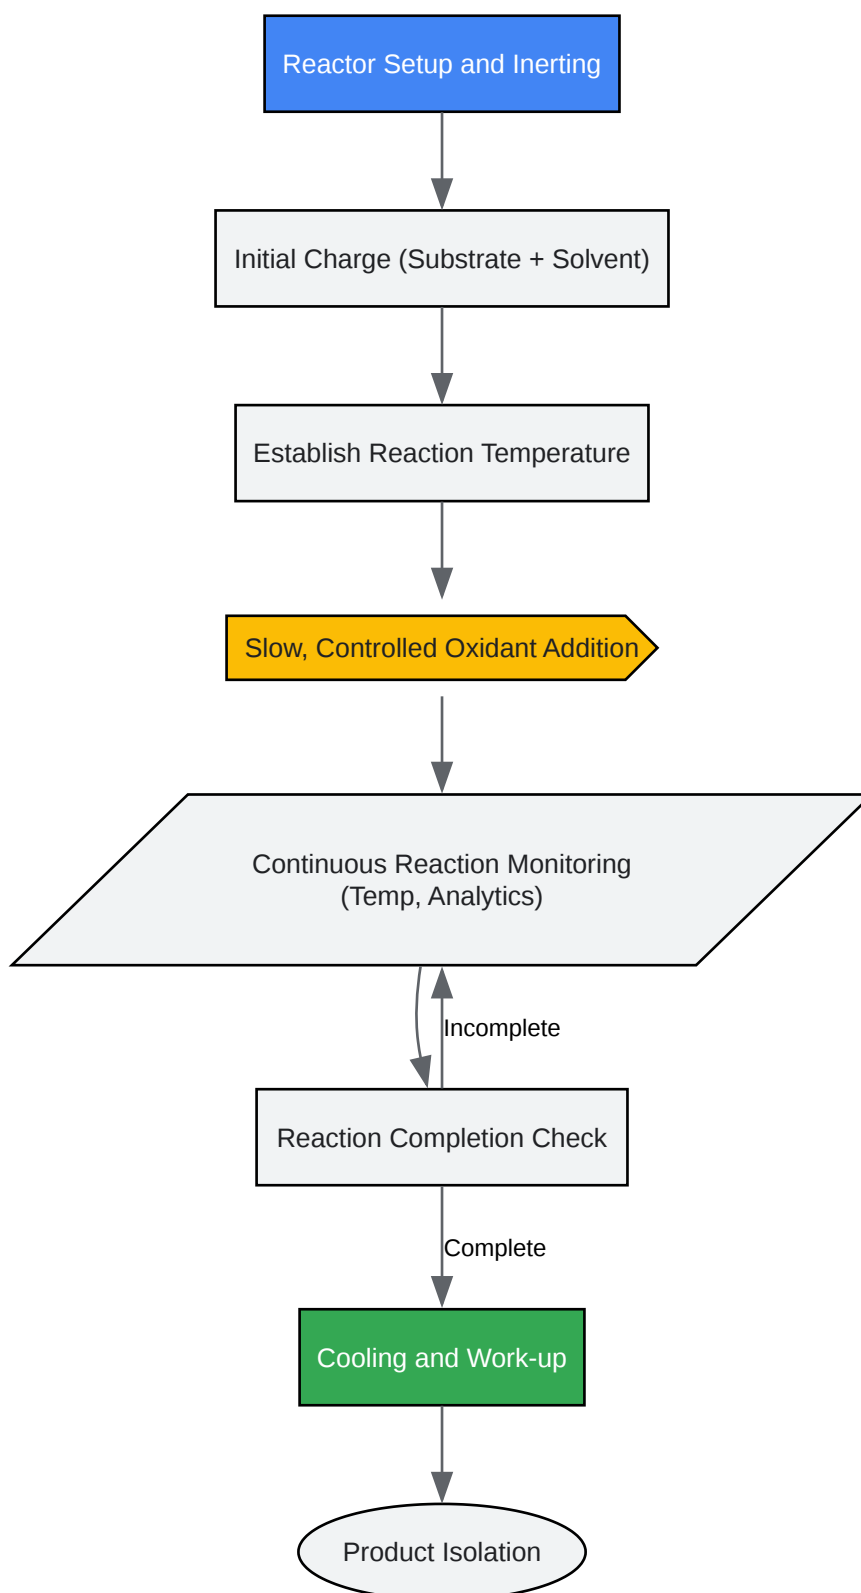 Reactor Setup and Inerting
Initial Charge (Substrate + Solvent)
Establish Reaction Temperature
Slow, Controlled Oxidant Addition
Continuous Reaction Monitoring
(Temp, Analytics)
Incomplete
Reaction Completion Check
Complete
Cooling and Work-up
Product Isolation